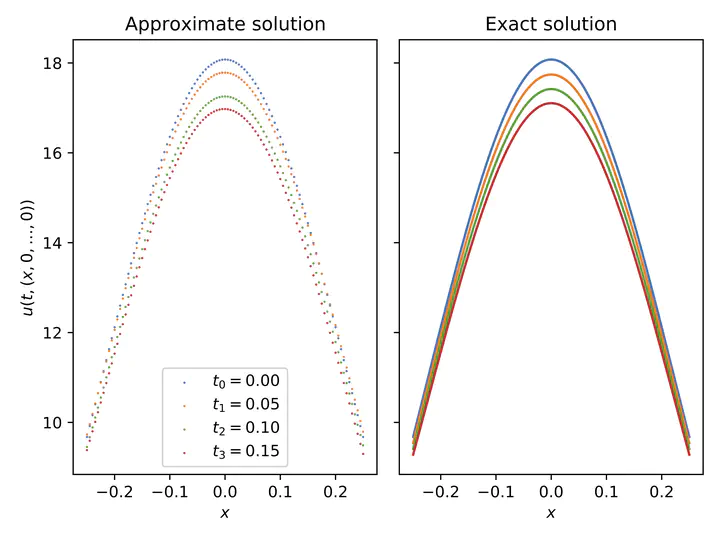 Approximate solution
Exact solution
u(t, (x, 0, ..., 0))
18
16
14
12
10
t₀ = 0.00
t₁ = 0.05
t₂ = 0.10
t₃ = 0.15
−0.2 −0.1 0.0 0.1 0.2
x
−0.2 −0.1 0.0 0.1 0.2
x